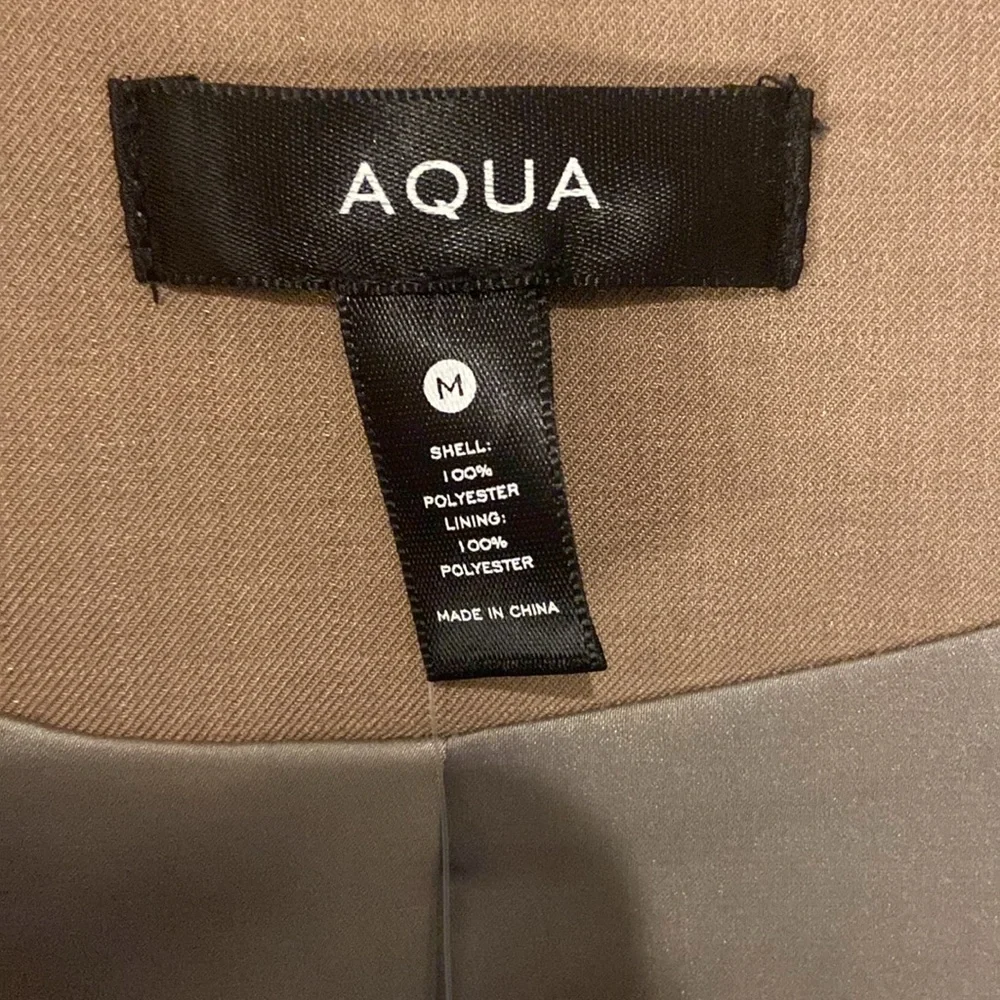 AQUA
M
SHELL:
100%
POLYESTER
LINING:
100%
POLYESTER
MADE IN CHINA